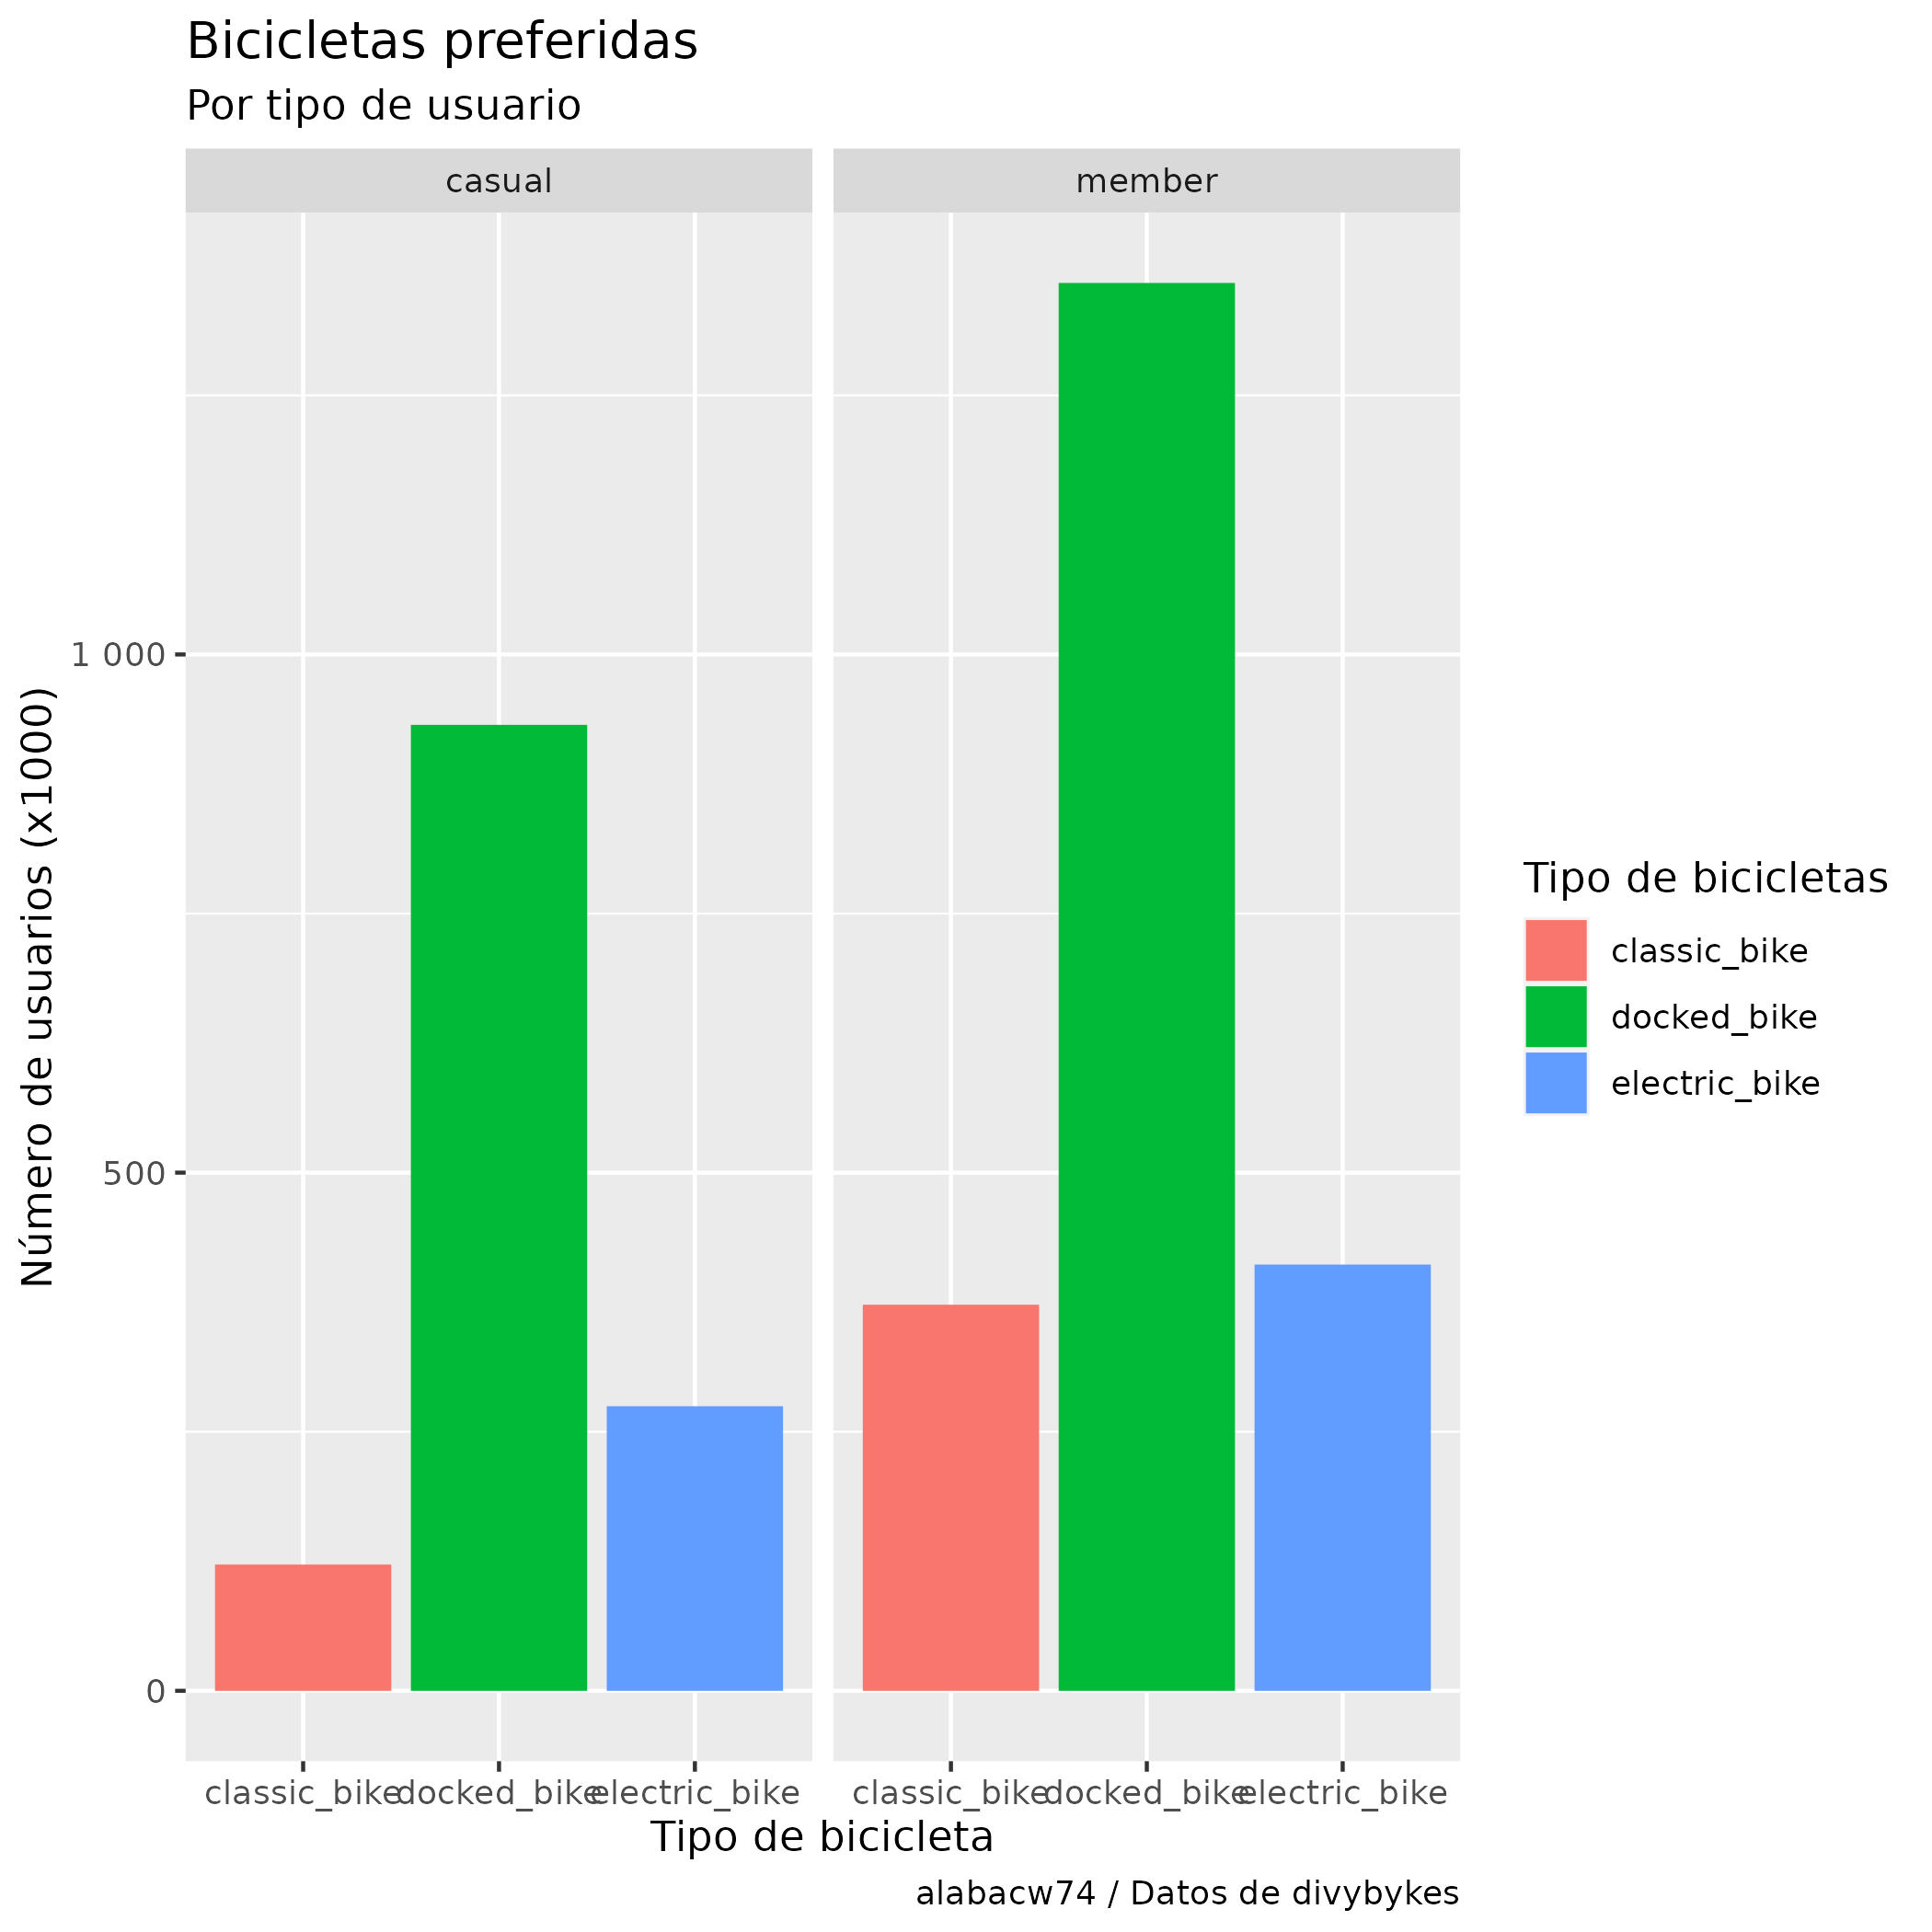 Bicicletas preferidas
Por tipo de usuario
casual
member
Número de usuarios (x1000)
1 000
500
0
classic_bike docked_bike electric_bike
classic_bike docked_bike electric_bike
Tipo de bicicleta
Tipo de bicicletas
classic_bike
docked_bike
electric_bike
alabacw74 / Datos de divybykes